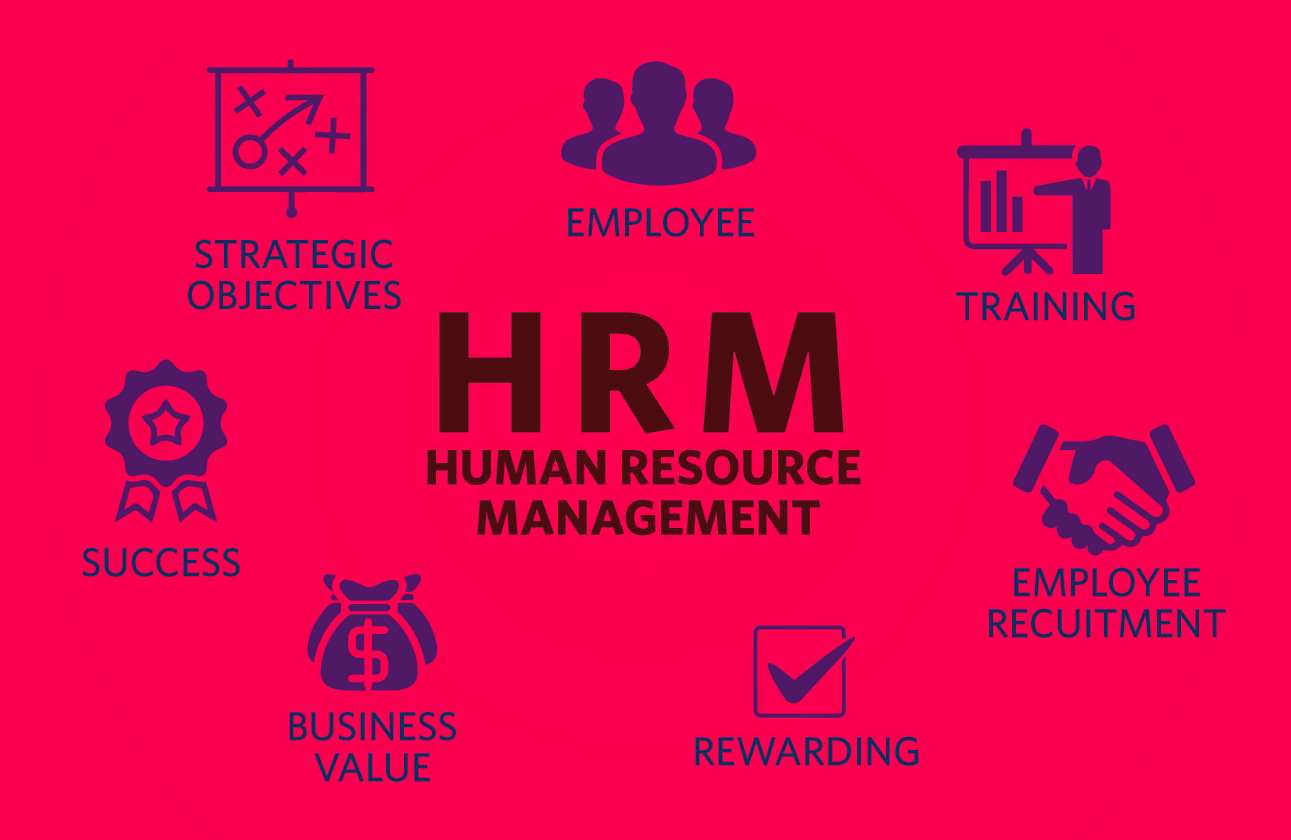 EMPLOYEE
STRATEGIC
OBJECTIVES
TRAINING
HRM
HUMAN RESOURCE
MANAGEMENT
SUCCESS
EMPLOYEE
RECUITMENT
BUSINESS
VALUE
REWARDING